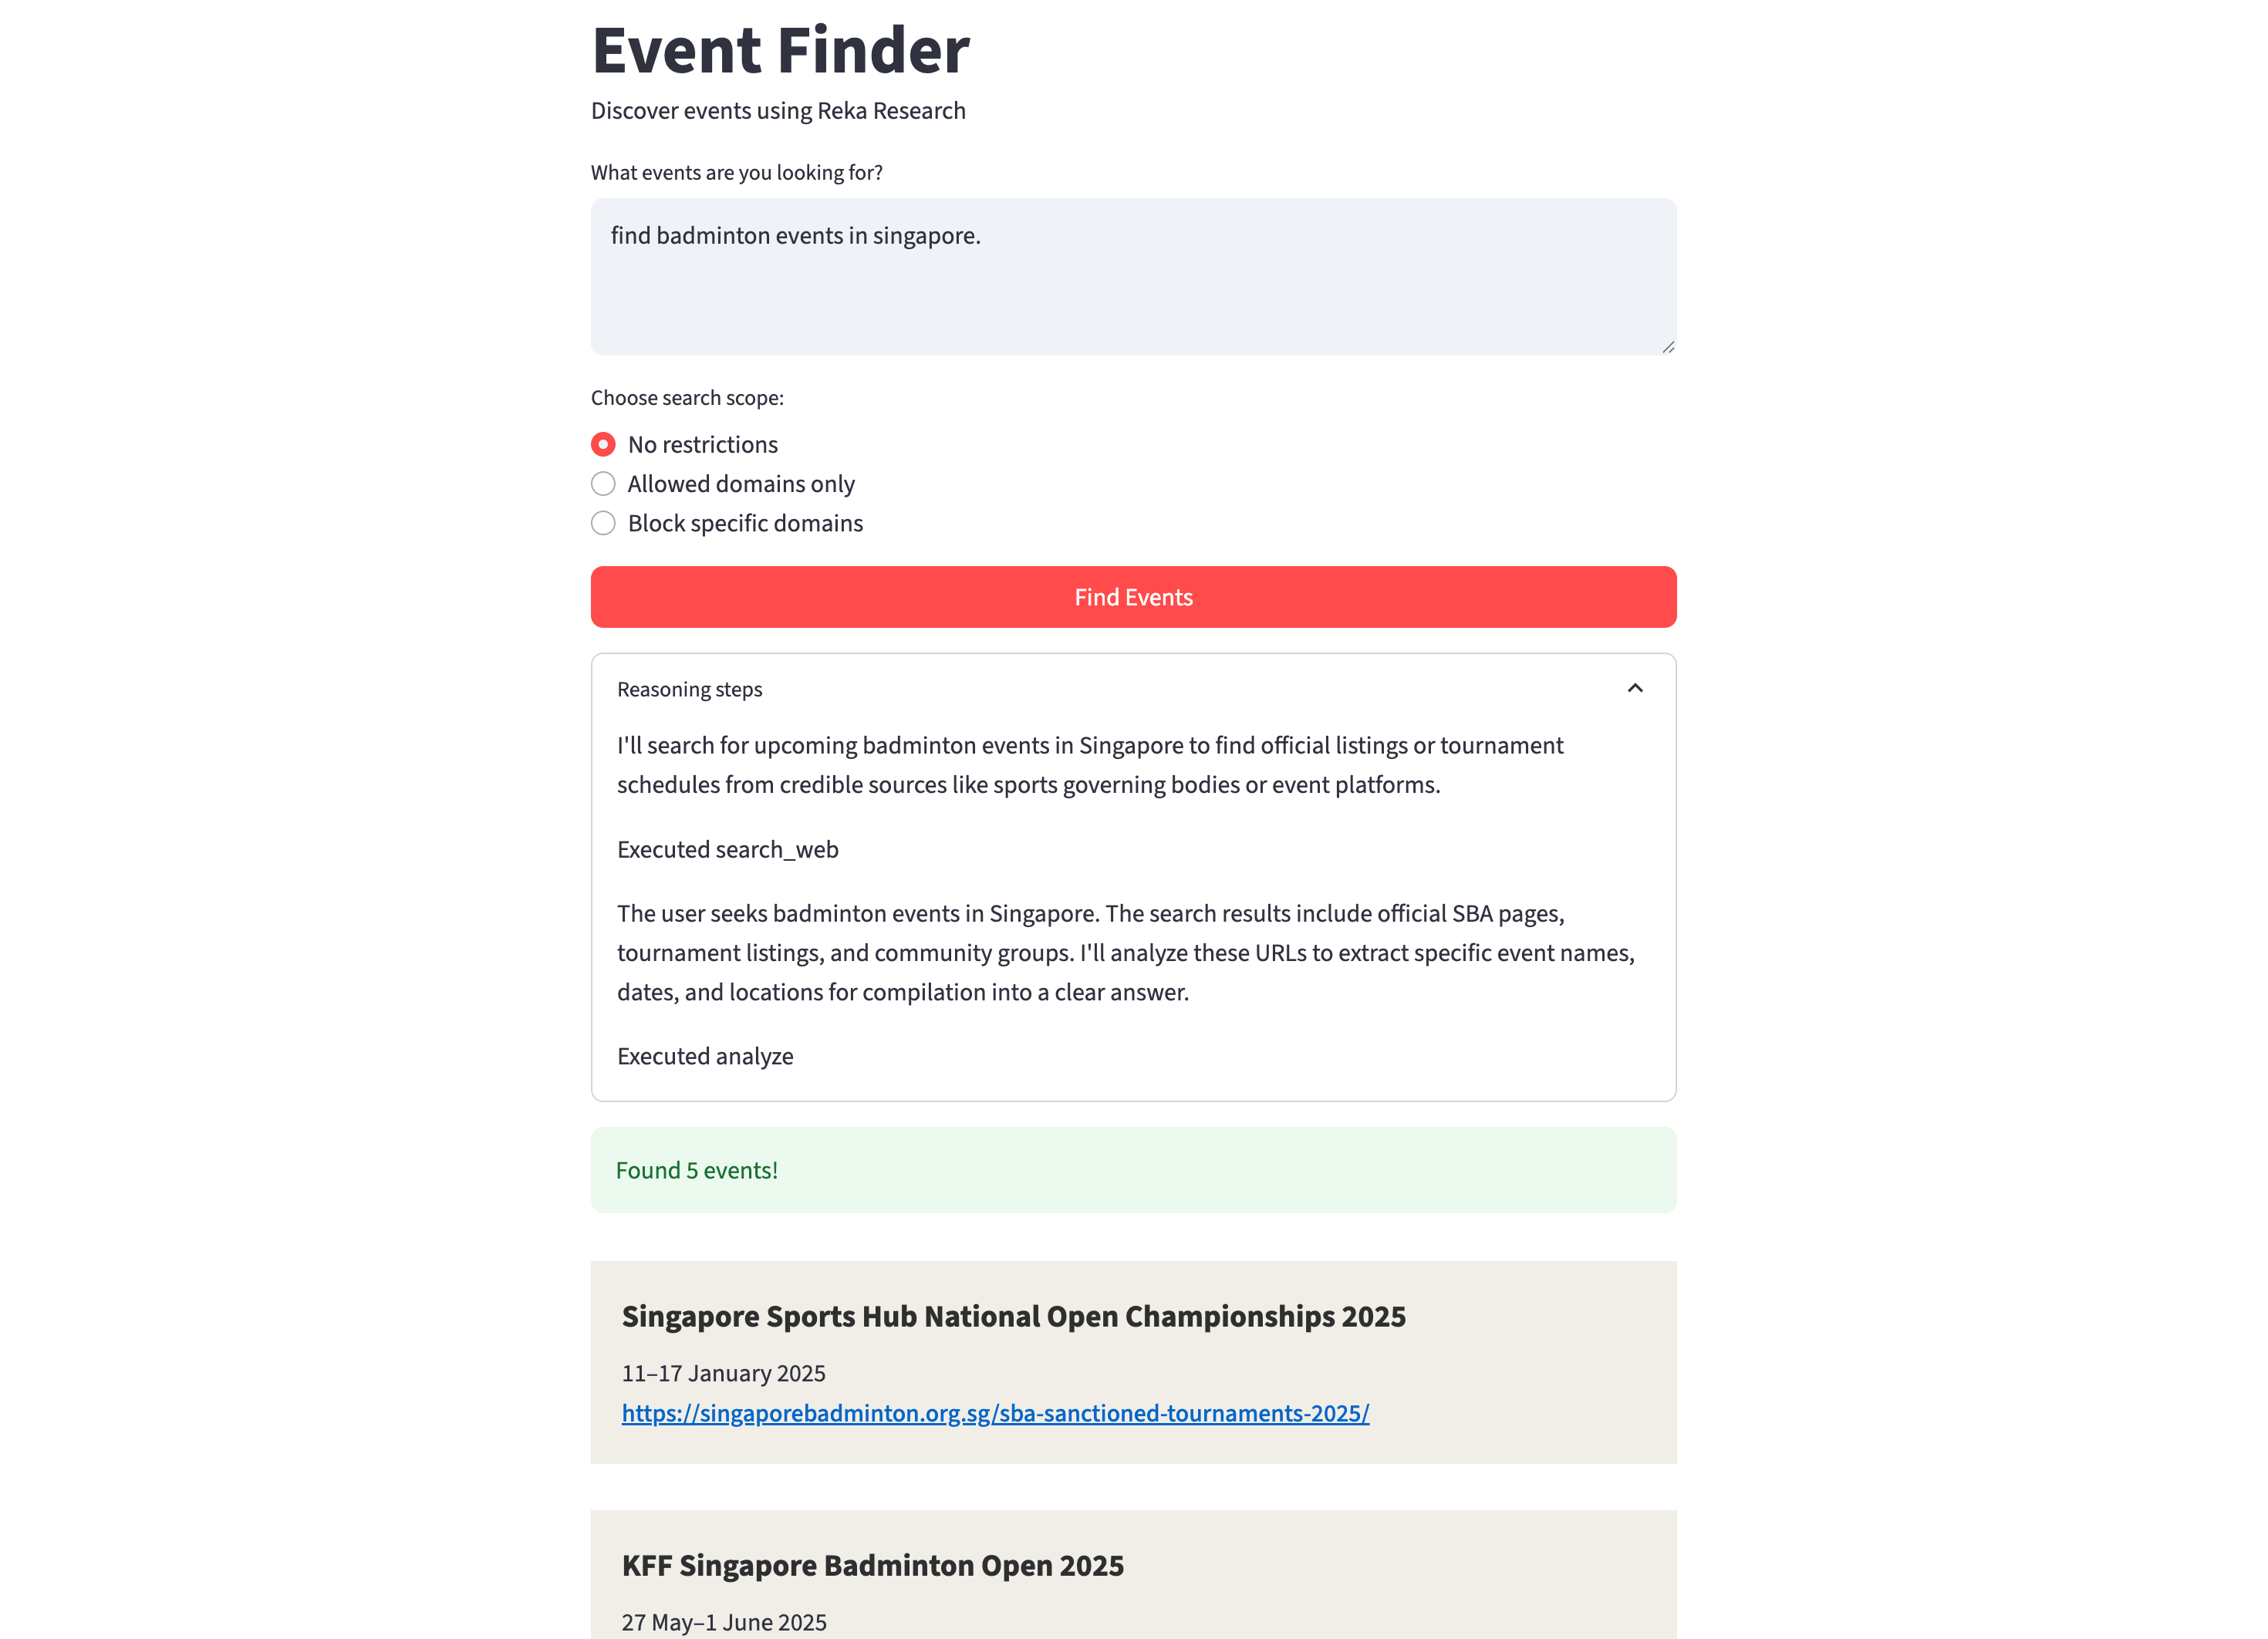 Event Finder
Discover events using Reka Research
What events are you looking for?
find badminton events in singapore.
Choose search scope:
No restrictions
Allowed domains only
Block specific domains
Find Events
Reasoning steps
I'll search for upcoming badminton events in Singapore to find official listings or tournament
schedules from credible sources like sports governing bodies or event platforms.
Executed search_web
The user seeks badminton events in Singapore. The search results include official SBA pages,
tournament listings, and community groups. I'll analyze these URLs to extract specific event names,
dates, and locations for compilation into a clear answer.
Executed analyze
Found 5 events!
Singapore Sports Hub National Open Championships 2025
11–17 January 2025
https://singaporebadminton.org.sg/sba-sanctioned-tournaments-2025/
KFF Singapore Badminton Open 2025
27 May–1 June 2025